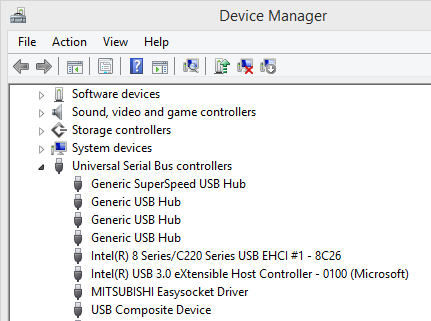 Device Manager
File Action View Help
Software devices
Sound, video and game controllers
Storage controllers
System devices
Universal Serial Bus controllers
Generic SuperSpeed USB Hub
Generic USB Hub
Generic USB Hub
Generic USB Hub
Intel(R) 8 Series/C220 Series USB EHCI #1 - 8C26
Intel(R) USB 3.0 eXtensible Host Controller - 0100 (Microsoft)
MITSUBISHI Easysocket Driver
USB Composite Device